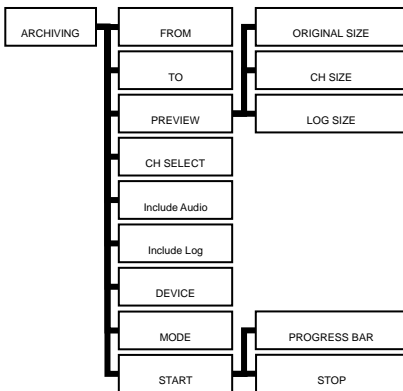 ARCHIVING
FROM
ORIGINAL SIZE
TO
CH SIZE
PREVIEW
LOG SIZE
CH SELECT
Include Audio
Include Log
DEVICE
MODE
PROGRESS BAR
START
STOP